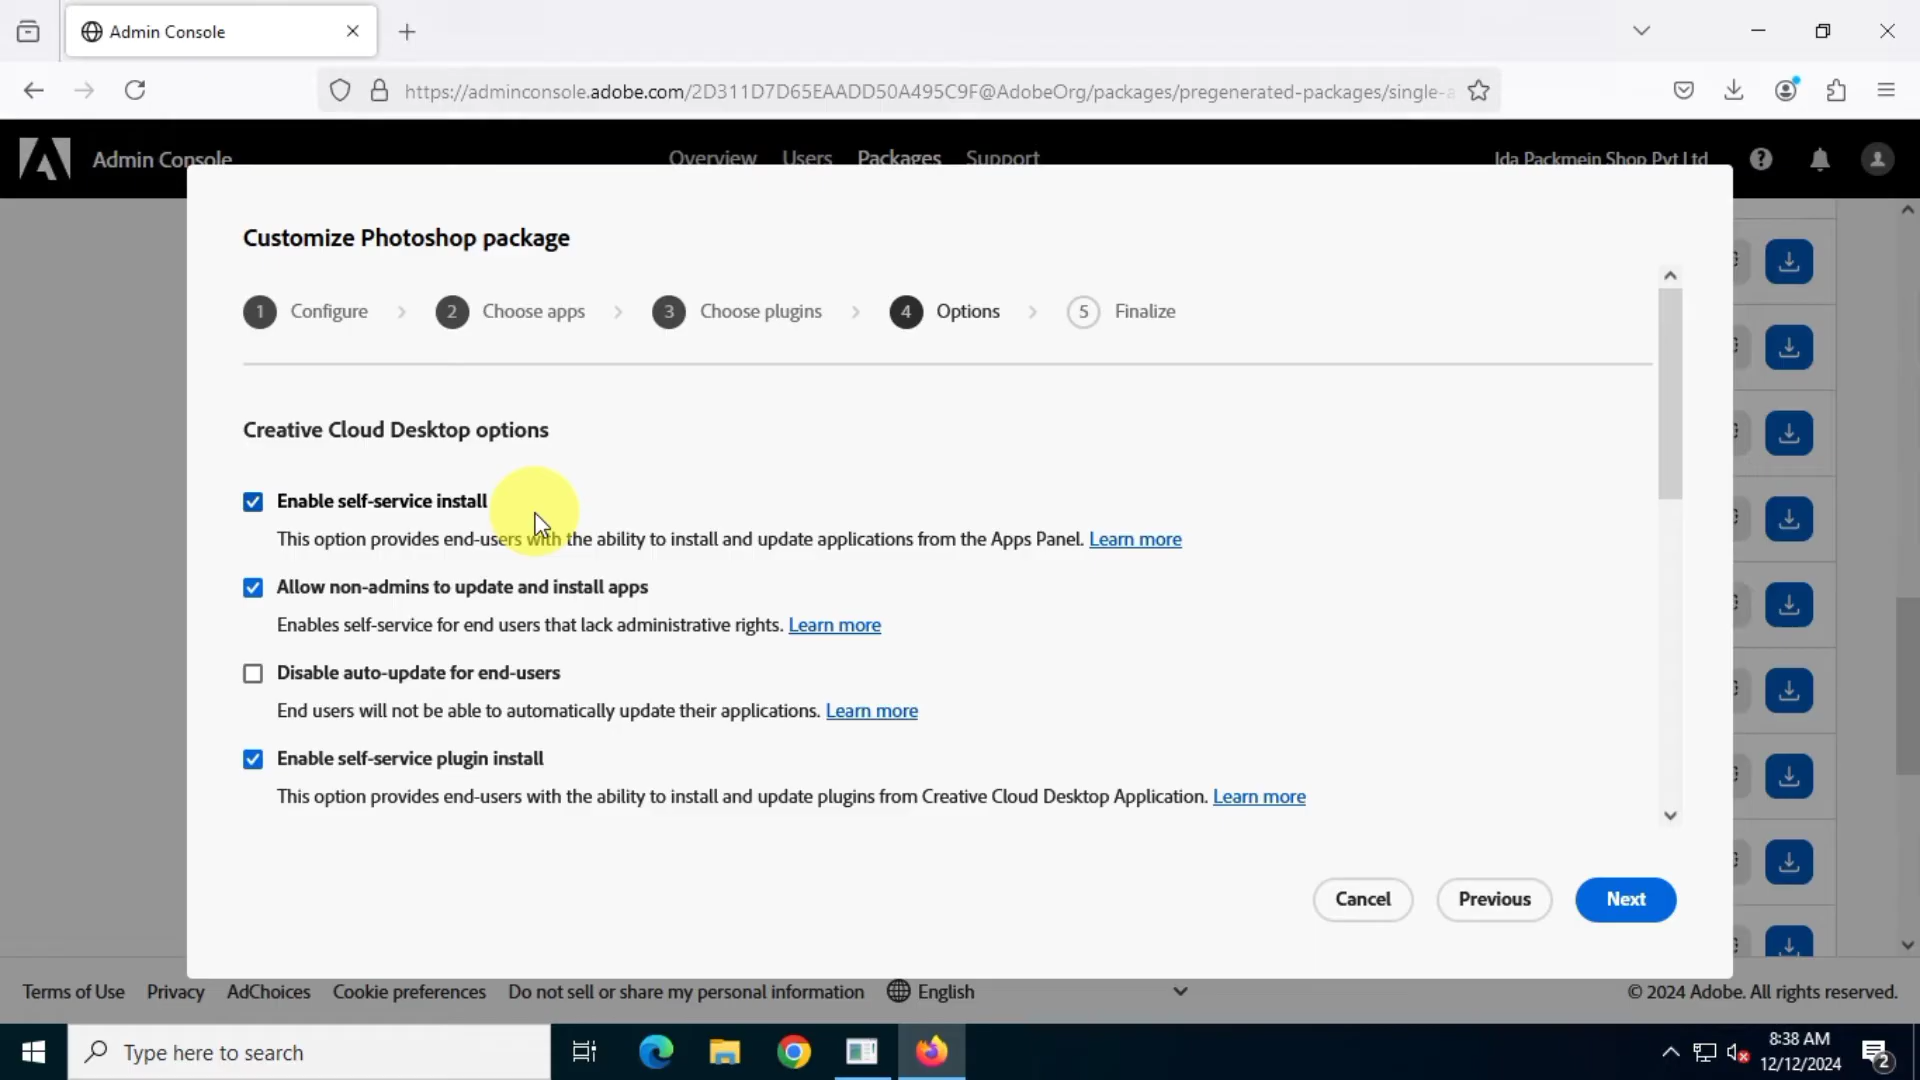 Admin Console
https://adminconsole.adobe.com/2D311D7D65EAADD50A495C9F@AdobeOrg/packages/pregenerated-packages/single-a
Admin Console
Overview Users Packages Support
Ida Packmein Shop Pvt Ltd
Customize Photoshop package
1 Configure 2 Choose apps 3 Choose plugins 4 Options 5 Finalize
Creative Cloud Desktop options
Enable self-service install
This option provides end-users with the ability to install and update applications from the Apps Panel. Learn more
Allow non-admins to update and install apps
Enables self-service for end users that lack administrative rights. Learn more
Disable auto-update for end-users
End users will not be able to automatically update their applications. Learn more
Enable self-service plugin install
This option provides end-users with the ability to install and update plugins from Creative Cloud Desktop Application. Learn more
Cancel Previous Next
Terms of Use Privacy AdChoices Cookie preferences Do not sell or share my personal information English
© 2024 Adobe. All rights reserved.
Type here to search
8:38 AM
12/12/2024
2